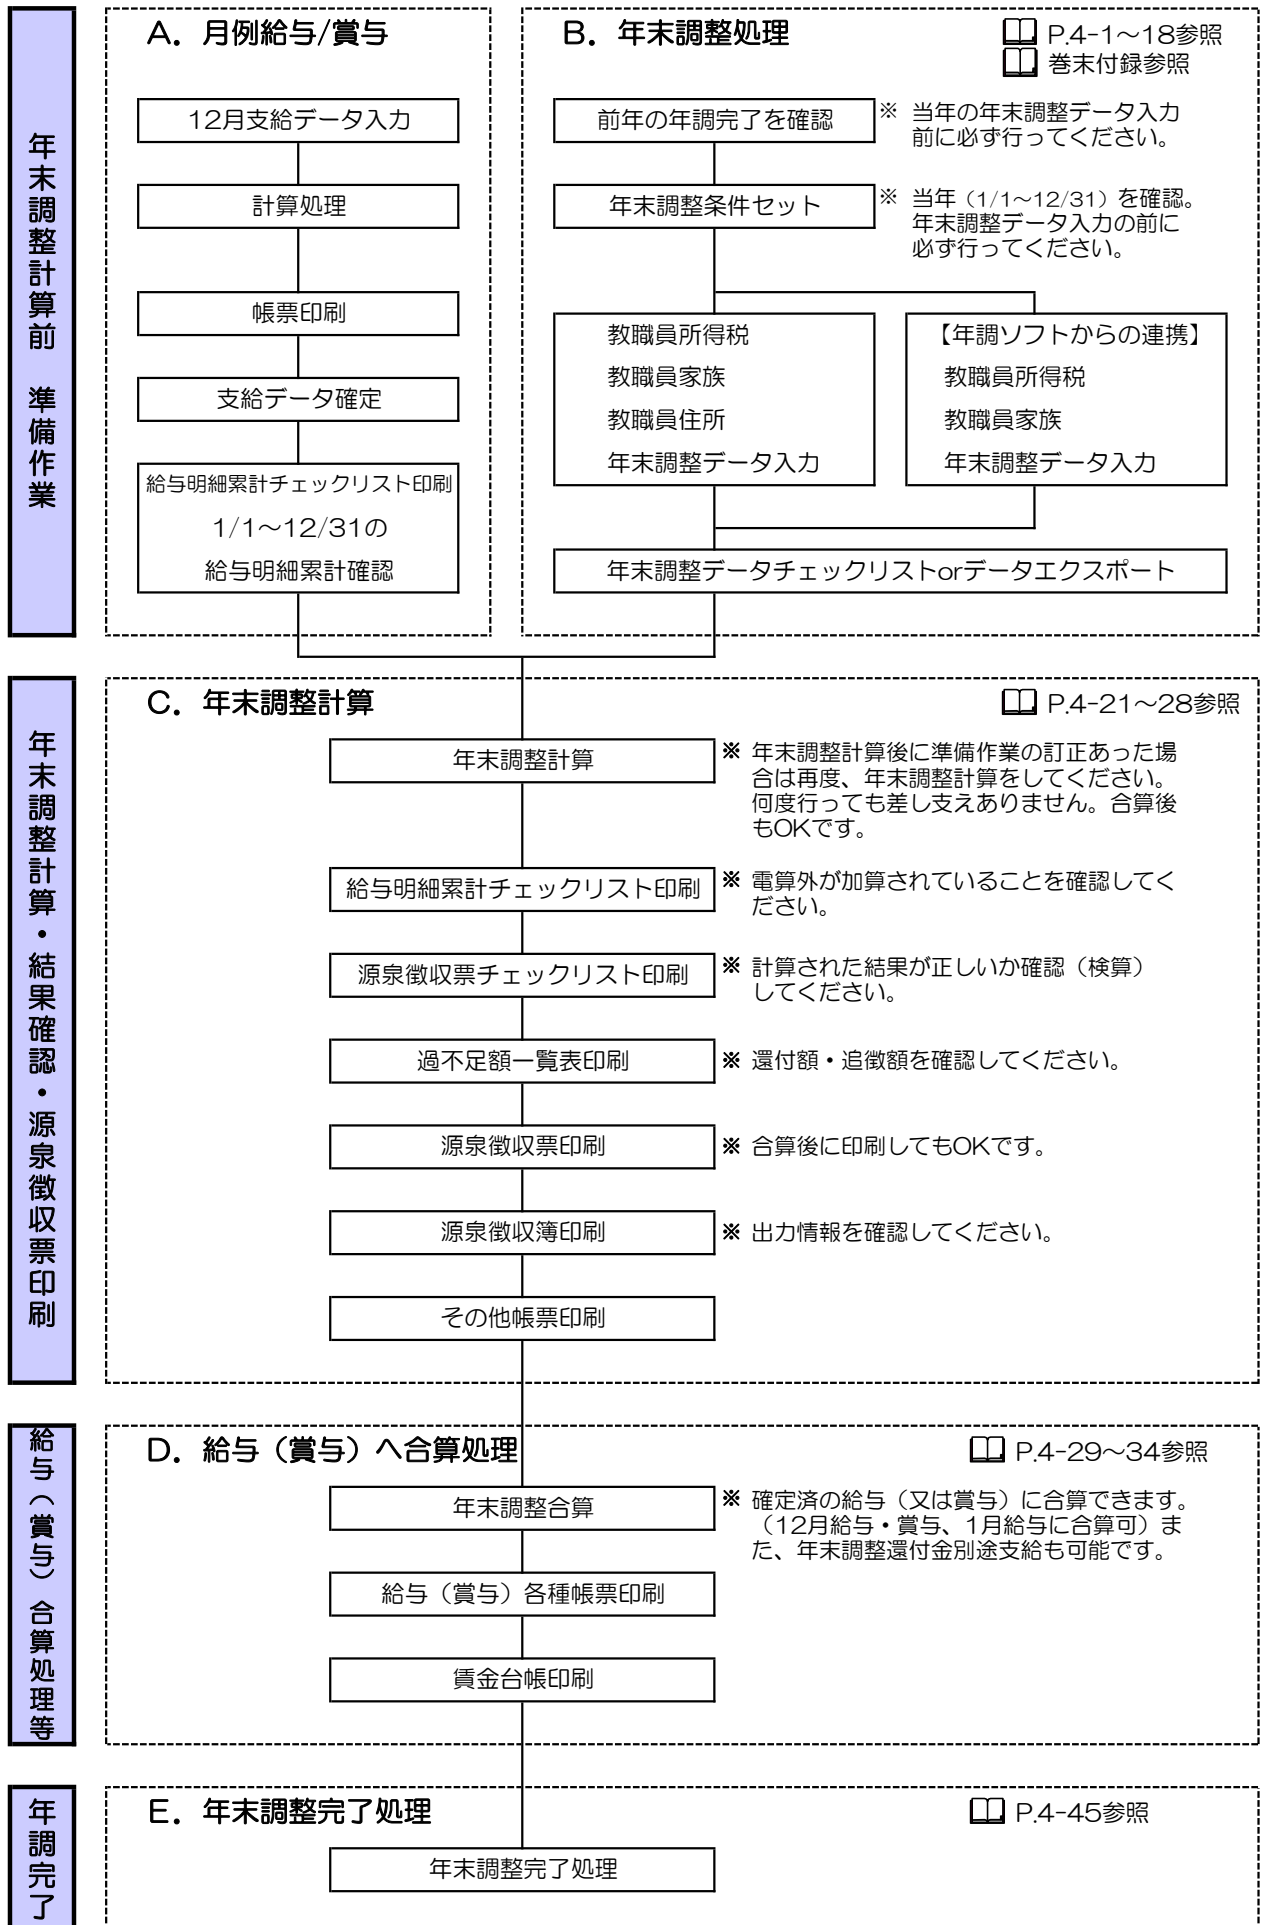 年末調整計算前 準備作業
A. 月例給与/賞与
12月支給データ入力
計算処理
帳票印刷
支給データ確定
給与明細累計チェックリスト印刷
1/1~12/31の
給与明細累計確認
B. 年末調整処理
P.4-1~18参照
巻末付録参照
前年の年調完了を確認
※ 当年の年末調整データ入力
前に必ず行ってください。
年末調整条件セット
※ 当年（1/1~12/31）を確認。
年末調整データ入力の前に
必ず行ってください。
教職員所得税
教職員家族
教職員住所
年末調整データ入力
【年調ソフトからの連携】
教職員所得税
教職員家族
年末調整データ入力
年末調整データチェックリストorデータエクスポート
年末調整計算・結果確認・源泉徴収票印刷
C. 年末調整計算
P.4-21~28参照
年末調整計算
※ 年末調整計算後に準備作業の訂正あった場
合は再度、年末調整計算をしてください。
何度行っても差し支えありません。合算後
もOKです。
給与明細累計チェックリスト印刷
※ 電算外が加算されていることを確認してく
ださい。
源泉徴収票チェックリスト印刷
※ 計算された結果が正しいか確認（検算）
してください。
過不足額一覧表印刷
※ 還付額・追徴額を確認してください。
源泉徴収票印刷
※ 合算後に印刷してもOKです。
源泉徴収簿印刷
※ 出力情報を確認してください。
その他帳票印刷
給与（賞与）合算処理等
D. 給与（賞与）へ合算処理
P.4-29~34参照
年末調整合算
※ 確定済の給与（又は賞与）に合算できます。
（12月給与・賞与、1月給与に合算可）ま
た、年末調整還付金別途支給も可能です。
給与（賞与）各種帳票印刷
賃金台帳印刷
年調完了
E. 年末調整完了処理
P.4-45参照
年末調整完了処理